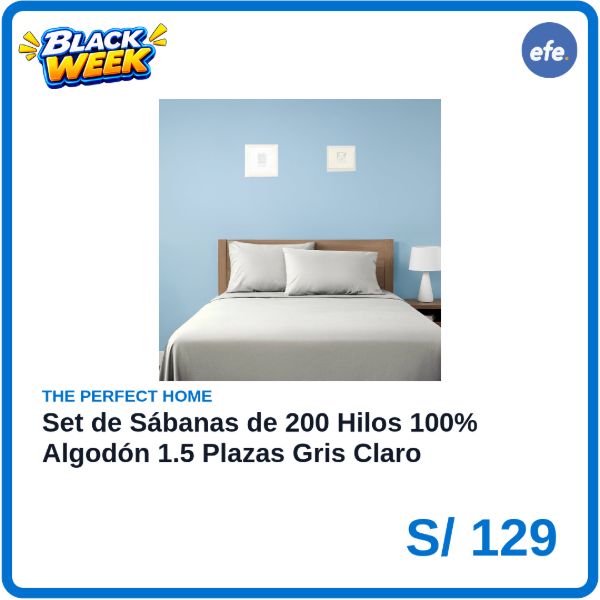 BLACK
WEEK
efe.
THE PERFECT HOME
Set de Sábanas de 200 Hilos 100%
Algodón 1.5 Plazas Gris Claro
S/ 129